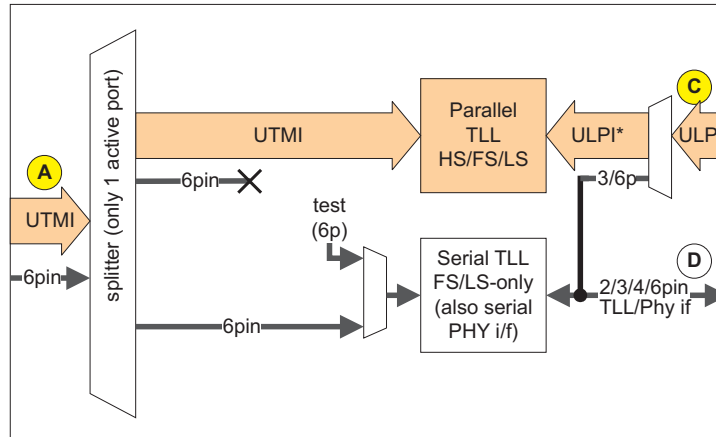 A
UTMI
6pin
splitter (only 1 active port)
UTMI
6pin
test
(6p)
6pin
Parallel
TLL
HS/FS/LS
Serial TLL
FS/LS-only
(also serial
PHY i/f)
ULPI*
C
ULP
3/6p
D
2/3/4/6pin
TLL/Phy if